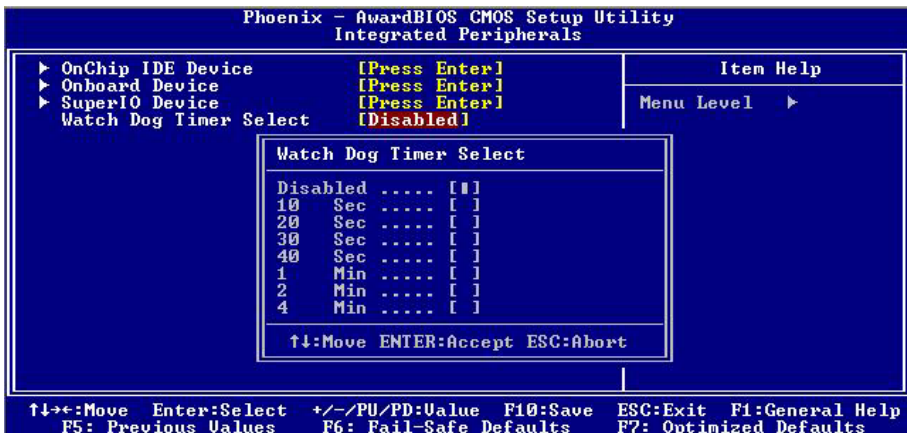 Phoenix - AwardBIOS CMOS Setup Utility
Integrated Peripherals
▶ OnChip IDE Device [Press Enter]
▶ Onboard Device [Press Enter]
▶ SuperIO Device [Press Enter]
Watch Dog Timer Select [Disabled]
Item Help
Menu Level ▶
Watch Dog Timer Select
Disabled ..... [▮]
10 Sec ..... [ ]
20 Sec ..... [ ]
30 Sec ..... [ ]
40 Sec ..... [ ]
1 Min ..... [ ]
2 Min ..... [ ]
4 Min ..... [ ]
↑↓:Move ENTER:Accept ESC:Abort
↑↓→←:Move Enter:Select +/-/PU/PD:Value F10:Save ESC:Exit F1:General Help
F5: Previous Values F6: Fail-Safe Defaults F7: Optimized Defaults